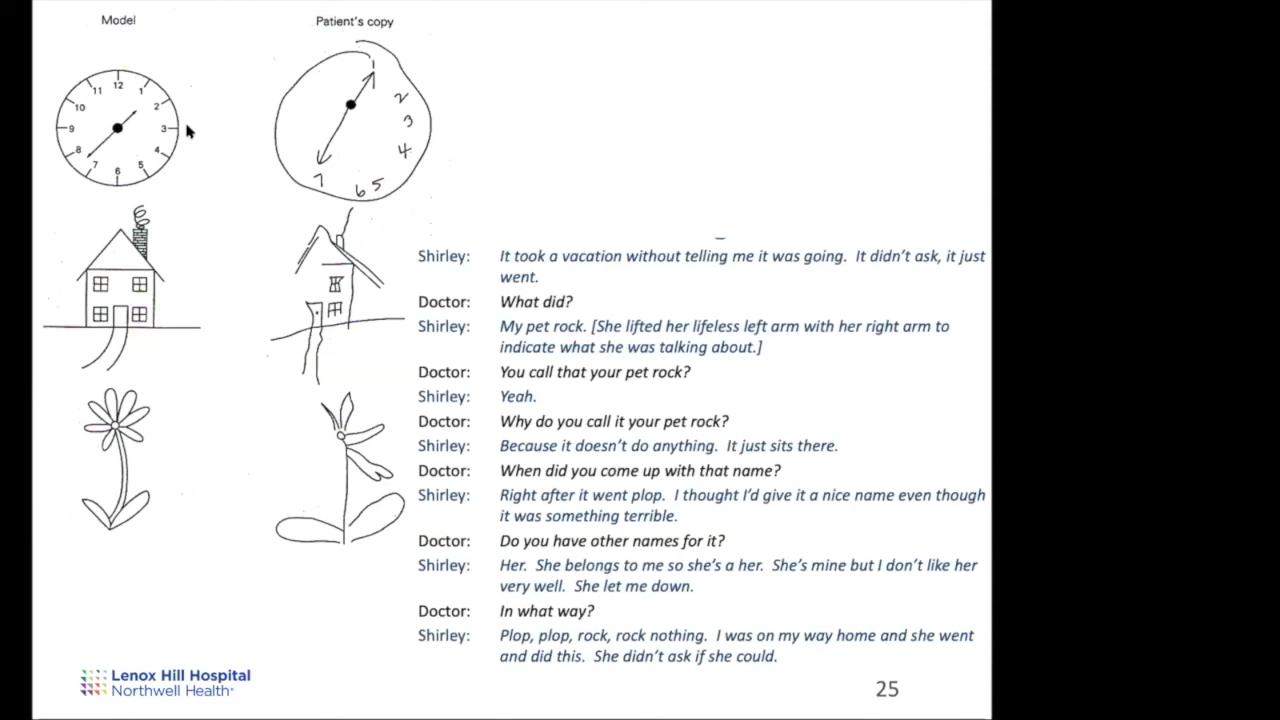 Model
Patient's copy
12
11
1
10
2
9
3
8
4
7
5
6
2
3
4
7
6
5
Shirley: It took a vacation without telling me it was going. It didn't ask, it just
went.
Doctor: What did?
Shirley: My pet rock. [She lifted her lifeless left arm with her right arm to
indicate what she was talking about.]
Doctor: You call that your pet rock?
Shirley: Yeah.
Doctor: Why do you call it your pet rock?
Shirley: Because it doesn't do anything. It just sits there.
Doctor: When did you come up with that name?
Shirley: Right after it went plop. I thought I'd give it a nice name even though
it was something terrible.
Doctor: Do you have other names for it?
Shirley: Her. She belongs to me so she's a her. She's mine but I don't like her
very well. She let me down.
Doctor: In what way?
Shirley: Plop, plop, rock, rock nothing. I was on my way home and she went
and did this. She didn't ask if she could.
Lenox Hill Hospital
Northwell Health
25